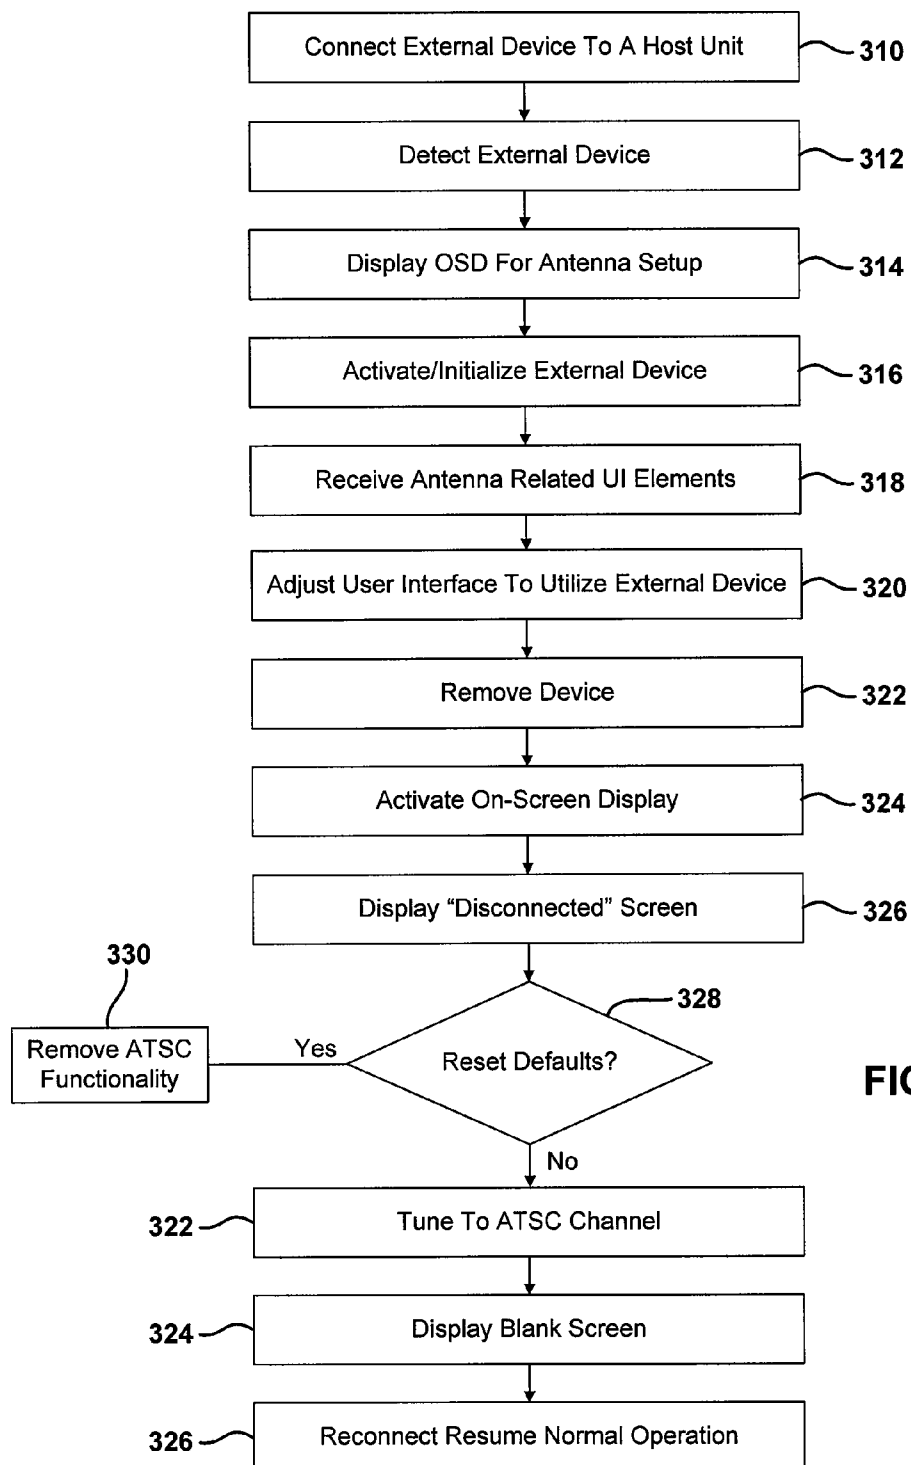 Connect External Device To A Host Unit
310
Detect External Device
312
Display OSD For Antenna Setup
314
Activate/Initialize External Device
316
Receive Antenna Related UI Elements
318
Adjust User Interface To Utilize External Device
320
Remove Device
322
Activate On-Screen Display
324
Display “Disconnected” Screen
326
330
328
Remove ATSC
Functionality
Yes
Reset Defaults?
No
322
Tune To ATSC Channel
324
Display Blank Screen
326
Reconnect Resume Normal Operation